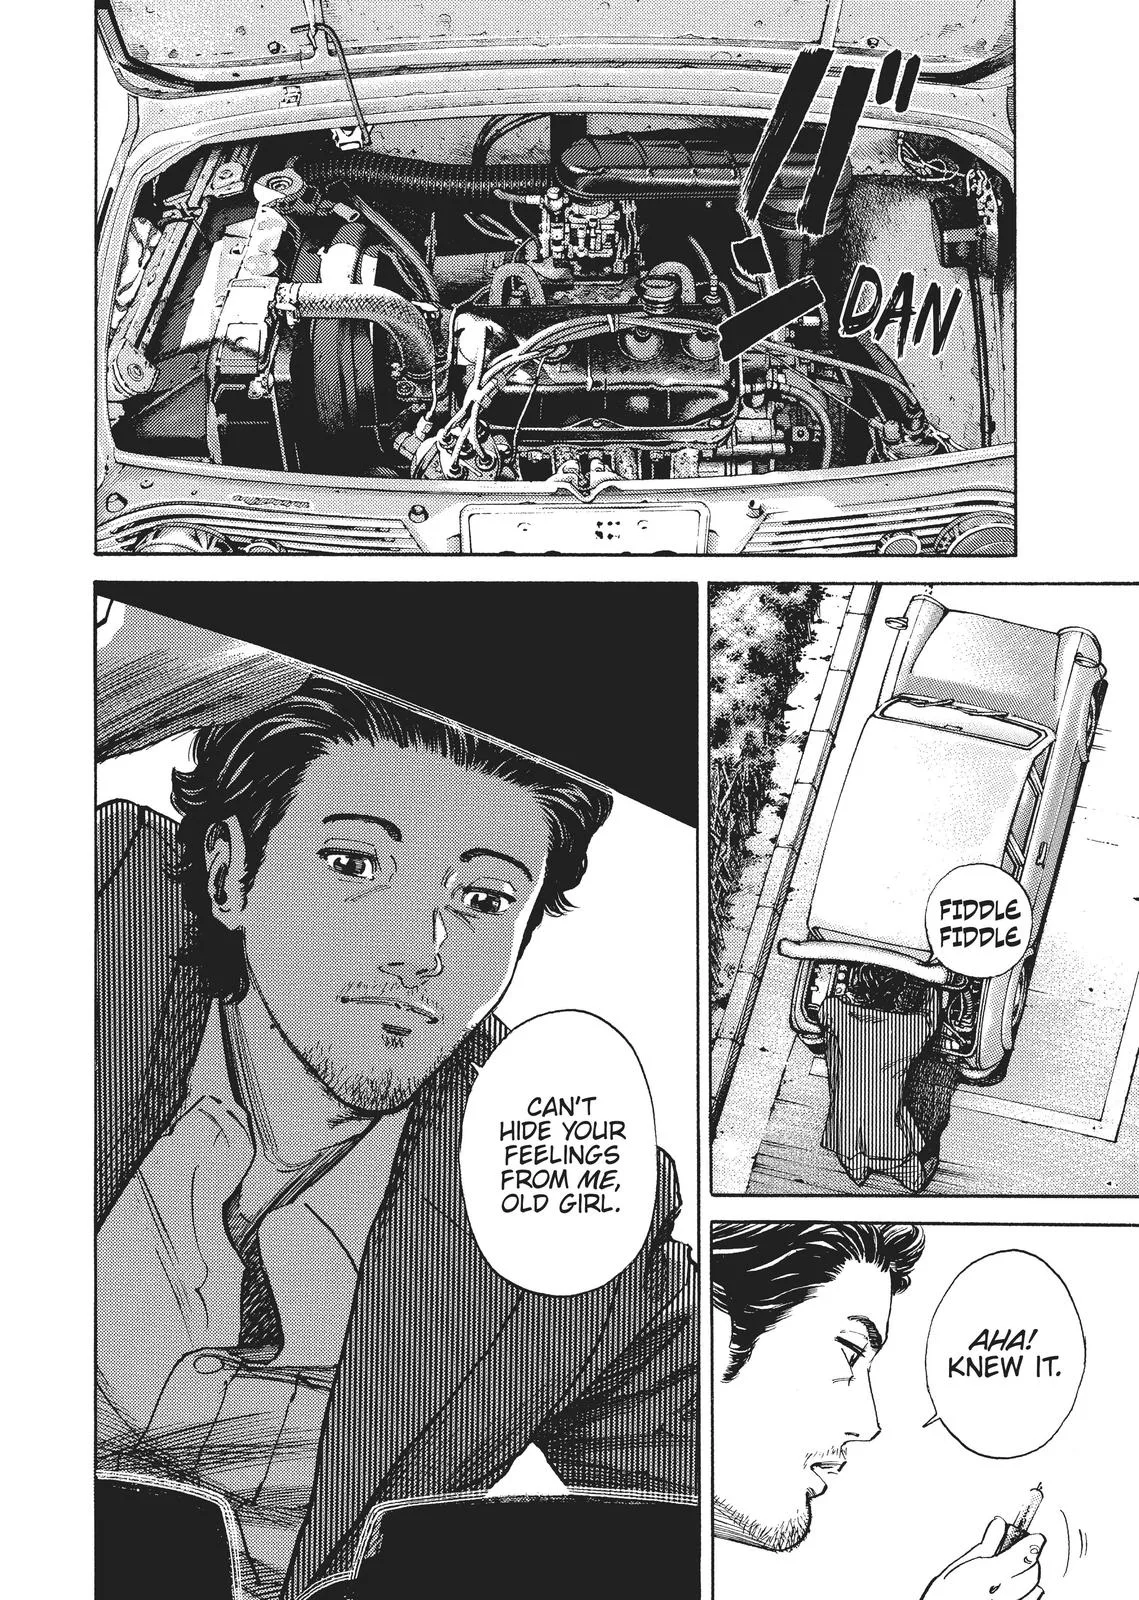 DAN
FIDDLE
FIDDLE
AHA!
KNEW IT.
CAN'T
HIDE YOUR
FEELINGS
FROM ME,
OLD GIRL.